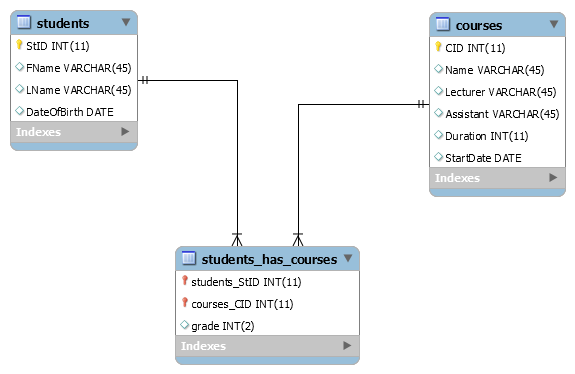 students
StID INT(11)
FName VARCHAR(45)
LName VARCHAR(45)
DateOfBirth DATE
Indexes
courses
CID INT(11)
Name VARCHAR(45)
Lecturer VARCHAR(45)
Assistant VARCHAR(45)
Duration INT(11)
StartDate DATE
Indexes
students_has_courses
students_StID INT(11)
courses_CID INT(11)
grade INT(2)
Indexes